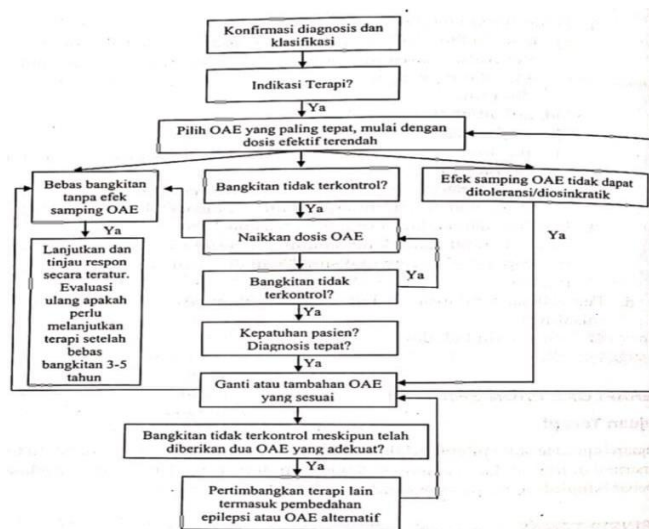 Konfirmasi diagnosis dan
klasifikasi
Indikasi Terapi?
Ya
Pilih OAE yang paling tepat, mulai dengan
dosis efektif terendah
Bebas bangkitan
tanpa efek
samping OAE
Ya
Lanjutkan dan
tinjau respon
secara teratur.
Evaluasi
ulang apakah
perlu
melanjutkan
terapi setelah
bebas
bangkitan 3-5
tahun
Bangkitan tidak terkontrol?
Ya
Naikkan dosis OAE
Bangkitan tidak
terkontrol?
Ya
Ya
Kepatuhan pasien?
Diagnosis tepat?
Ya
Efek samping OAE tidak dapat
ditoleransi/diosinkratik
Ya
Ganti atau tambahan OAE
yang sesuai
Bangkitan tidak terkontrol meskipun telah
diberikan dua OAE yang adekuat?
Ya
Pertimbangkan terapi lain
termasuk pembedahan
epilepsi atau OAE alternatif